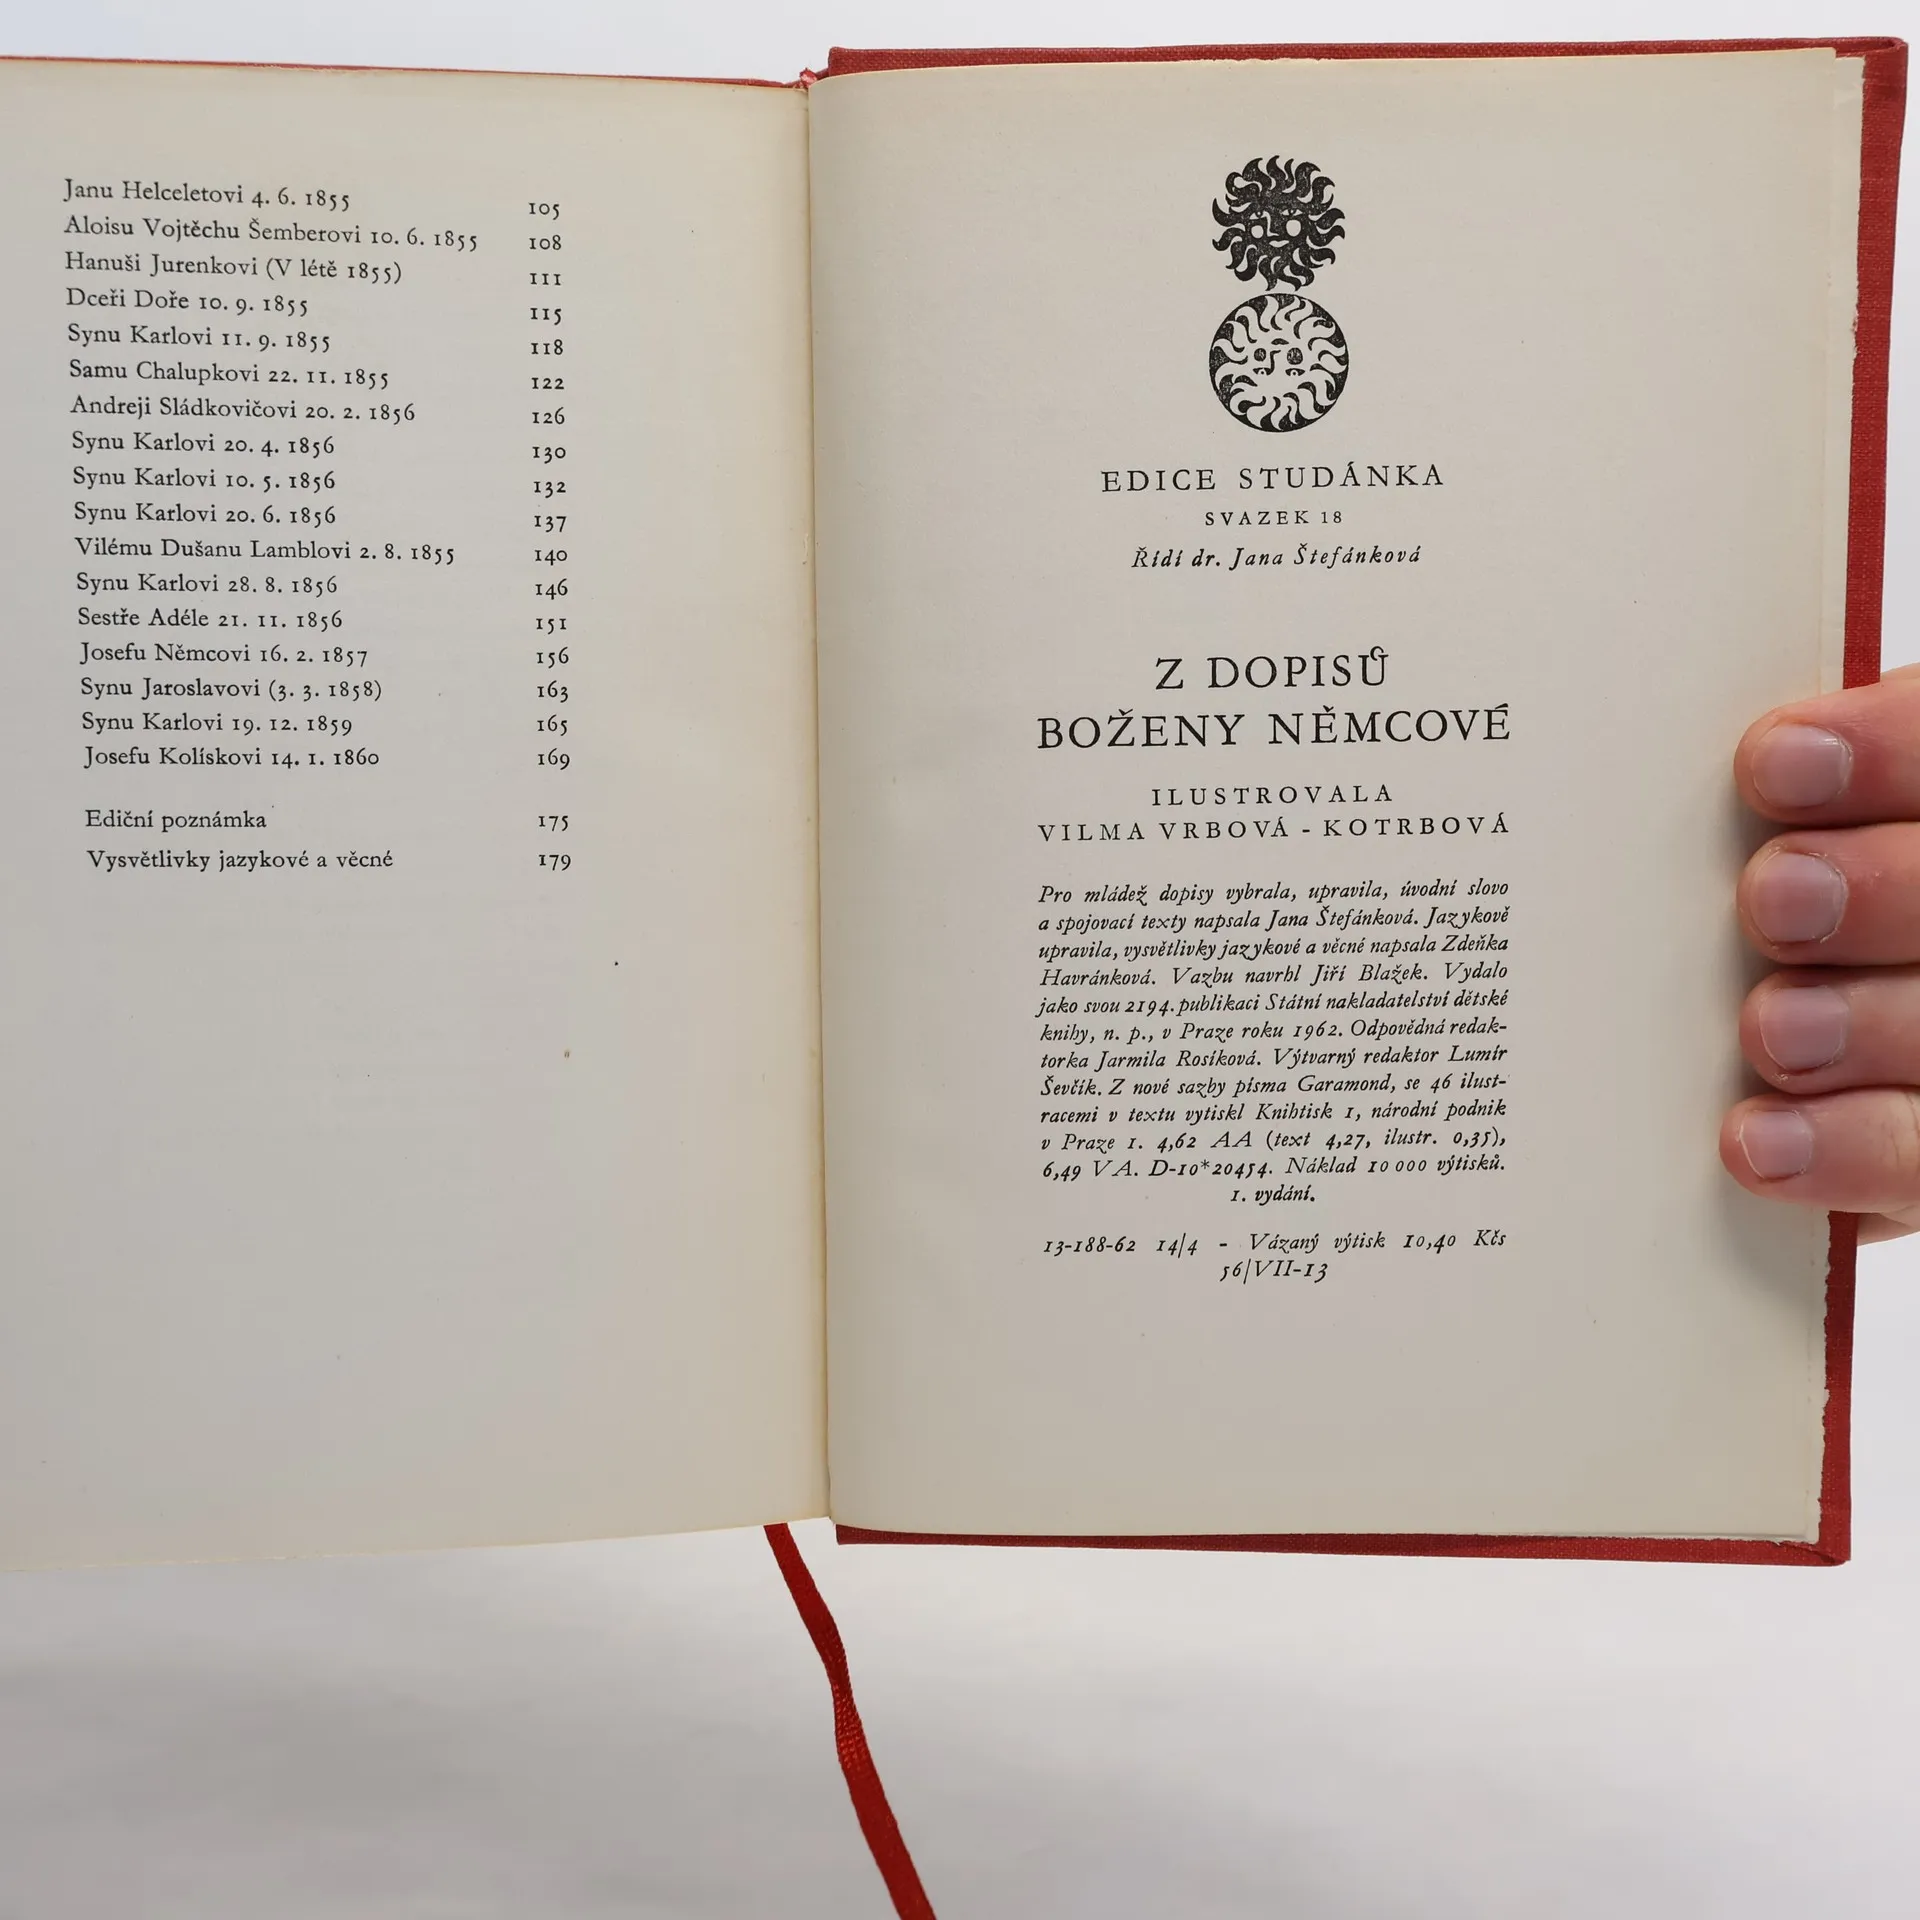 Janu Helceletovi 4. 6. 1855 105
Aloisu Vojtěchu Šemberovi 10. 6. 1855 108
Hanuši Jurenkovi (V létě 1855) 111
Dceři Doře 10. 9. 1855 115
Synu Karlovi 11. 9. 1855 118
Samu Chalupkovi 22. 11. 1855 122
Andreji Sládkovičovi 20. 2. 1856 126
Synu Karlovi 20. 4. 1856 130
Synu Karlovi 10. 5. 1856 132
Synu Karlovi 20. 6. 1856 137
Vilému Dušanu Lamblovi 2. 8. 1855 140
Synu Karlovi 28. 8. 1856 146
Sestře Adéle 21. 11. 1856 151
Josefu Němcovi 16. 2. 1857 156
Synu Jaroslavovi (3. 3. 1858) 163
Synu Karlovi 19. 12. 1859 165
Josefu Kolískovi 14. 1. 1860 169
Ediční poznámka 175
Vysvětlivky jazykové a věcné 179
EDICE STUDÁNKA
SVAZEK 18
Řídí dr. Jana Štefánková
Z DOPISŮ
BOŽENY NĚMCOVÉ
ILUSTROVALA
VILMA VRBOVÁ - KOTRBOVÁ
Pro mládež dopisy vybrala, upravila, úvodní slovo
a spojovací texty napsala Jana Štefánková. Jazykově
upravila, vysvětlivky jazykové a věcné napsala Zdeňka
Havránková. Vazbu navrhl Jiří Blažek. Vydalo
jako svou 2194. publikaci Státní nakladatelství dětské
knihy, n. p., v Praze roku 1962. Odpovědná redak-
torka Jarmila Rosíková. Výtvarný redaktor Lumír
Ševčík. Z nové sazby písma Garamond, se 46 ilust-
racemi v textu vytiskl Knihtisk 1, národní podnik
v Praze 1. 4,62 AA (text 4,27, ilustr. 0,35),
6,49 VA. D-10*20454. Náklad 10 000 výtisků.
1. vydání.
13-188-62 14/4 - Vázaný výtisk 10,40 Kčs
56/VII-13